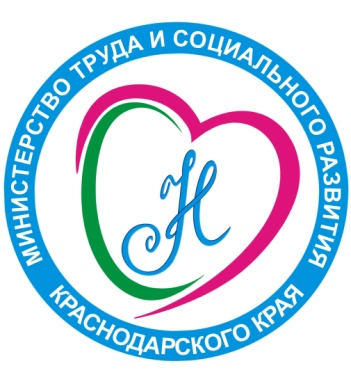 МИНИСТЕРСТВО ТРУДА И СОЦИАЛЬНОГО РАЗВИТИЯ
КРАСНОДАРСКОГО КРАЯ
Н